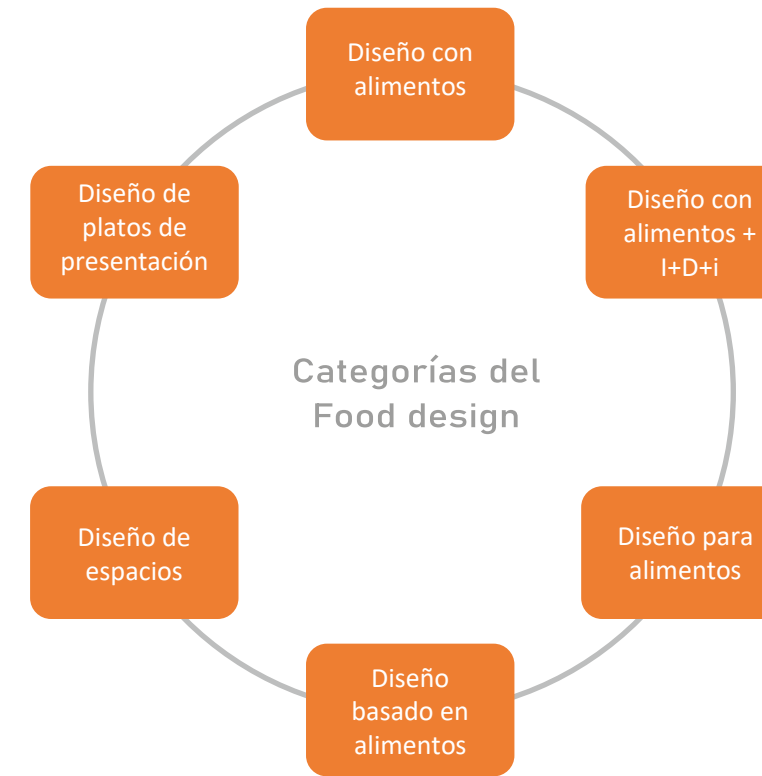 Diseño con
alimentos
Diseño con
alimentos +
I+D+i
Diseño para
alimentos
Diseño
basado en
alimentos
Diseño de
espacios
Diseño de
platos de
presentación
Categorías del
Food design